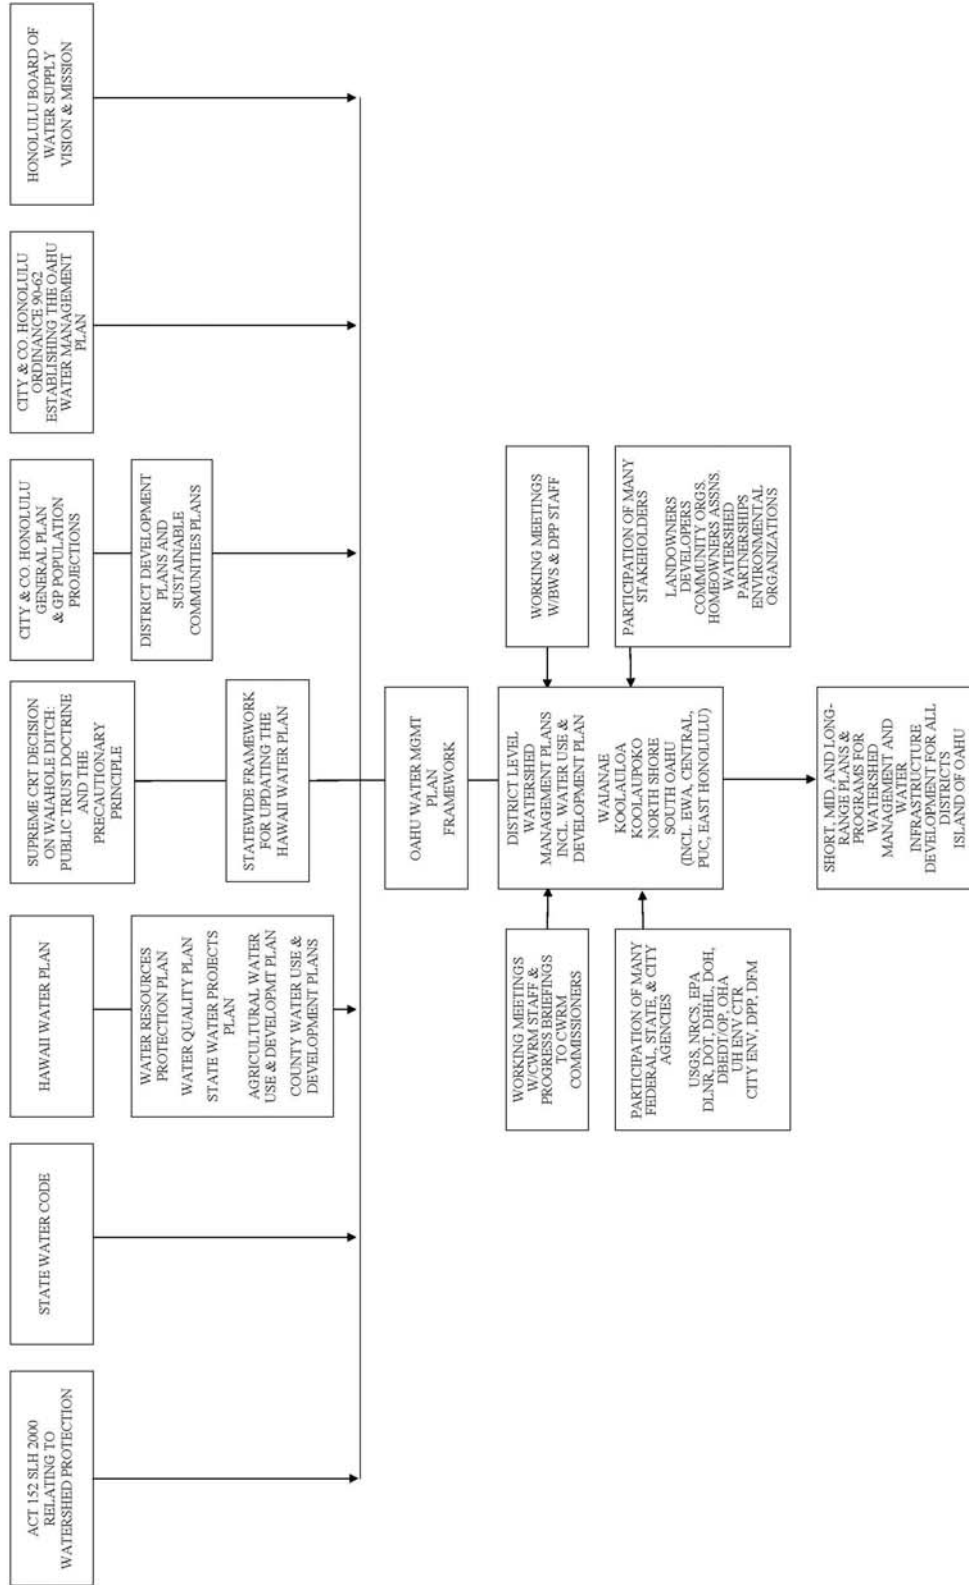 ACT 152 SLH 2000
RELATING TO
WATERSHED PROTECTION
STATE WATER CODE
HAWAII WATER PLAN
WATER RESOURCES
PROTECTION PLAN
WATER QUALITY PLAN
STATE WATER PROJECTS
PLAN
AGRICULTURAL WATER
USE & DEVELOPMT PLAN
COUNTY WATER USE &
DEVELOPMENT PLANS
SUPREME CRT DECISION
ON WAIAHOLE DITCH:
PUBLIC TRUST DOCTRINE
AND THE
PRECAUTIONARY
PRINCIPLE
STATEWIDE FRAMEWORK
FOR UPDATING THE
HAWAII WATER PLAN
CITY & CO. HONOLULU
GENERAL PLAN
& GP POPULATION
PROJECTIONS
DISTRICT DEVELOPMENT
PLANS AND
SUSTAINABLE
COMMUNITIES PLANS
CITY & CO. HONOLULU
ORDINANCE 90-62
ESTABLISHING THE OAHU
WATER MANAGEMENT
PLAN
HONOLULU BOARD OF
WATER SUPPLY
VISION & MISSION
OAHU WATER MGMT
PLAN
FRAMEWORK
WORKING MEETINGS
W/CWRM STAFF &
PROGRESS BRIEFINGS
TO CWRM
COMMISSIONERS
DISTRICT LEVEL
WATERSHED
MANAGEMENT PLANS
INCL. WATER USE &
DEVELOPMENT PLAN
WAIANAE
KOOLAULOA
KOOLAUPOKO
NORTH SHORE
SOUTH OAHU
(INCL. EWA, CENTRAL,
PUC, EAST HONOLULU)
WORKING MEETINGS
W/BWS & DPP STAFF
PARTICIPATION OF MANY
FEDERAL, STATE, & CITY
AGENCIES
USGS, NRCS, EPA
DLNR, DOT, DHHL, DOH,
DBEDT/OP, OHA
UH ENV CTR
CITY ENV, DPP, DFM
PARTICIPATION OF MANY
STAKEHOLDERS
LANDOWNERS
DEVELOPERS
COMMUNITY ORGS.
HOMEOWNERS ASSNS.
WATERSHED
PARTNERSHIPS
ENVIRONMENTAL
ORGANIZATIONS
SHORT, MID, AND LONG-
RANGE PLANS &
PROGRAMS FOR
WATERSHED
MANAGEMENT AND
WATER
INFRASTRUCTURE
DEVELOPMENT FOR ALL
DISTRICTS
ISLAND OF OAHU